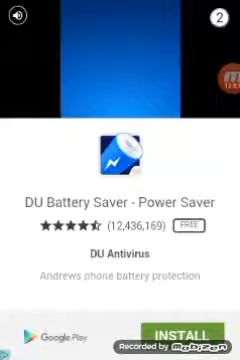 2
DU Battery Saver - Power Saver
(12,436,169) FREE
DU Antivirus
Andrews phone battery protection
Google Play
INSTALL
Recorded by Mobizen